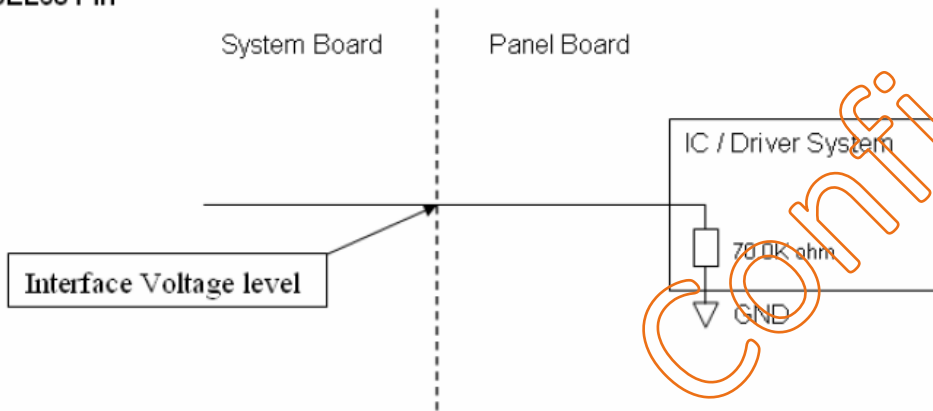 System Board
Panel Board
IC / Driver System
Interface Voltage level
70.0K ohm
GND
Confi